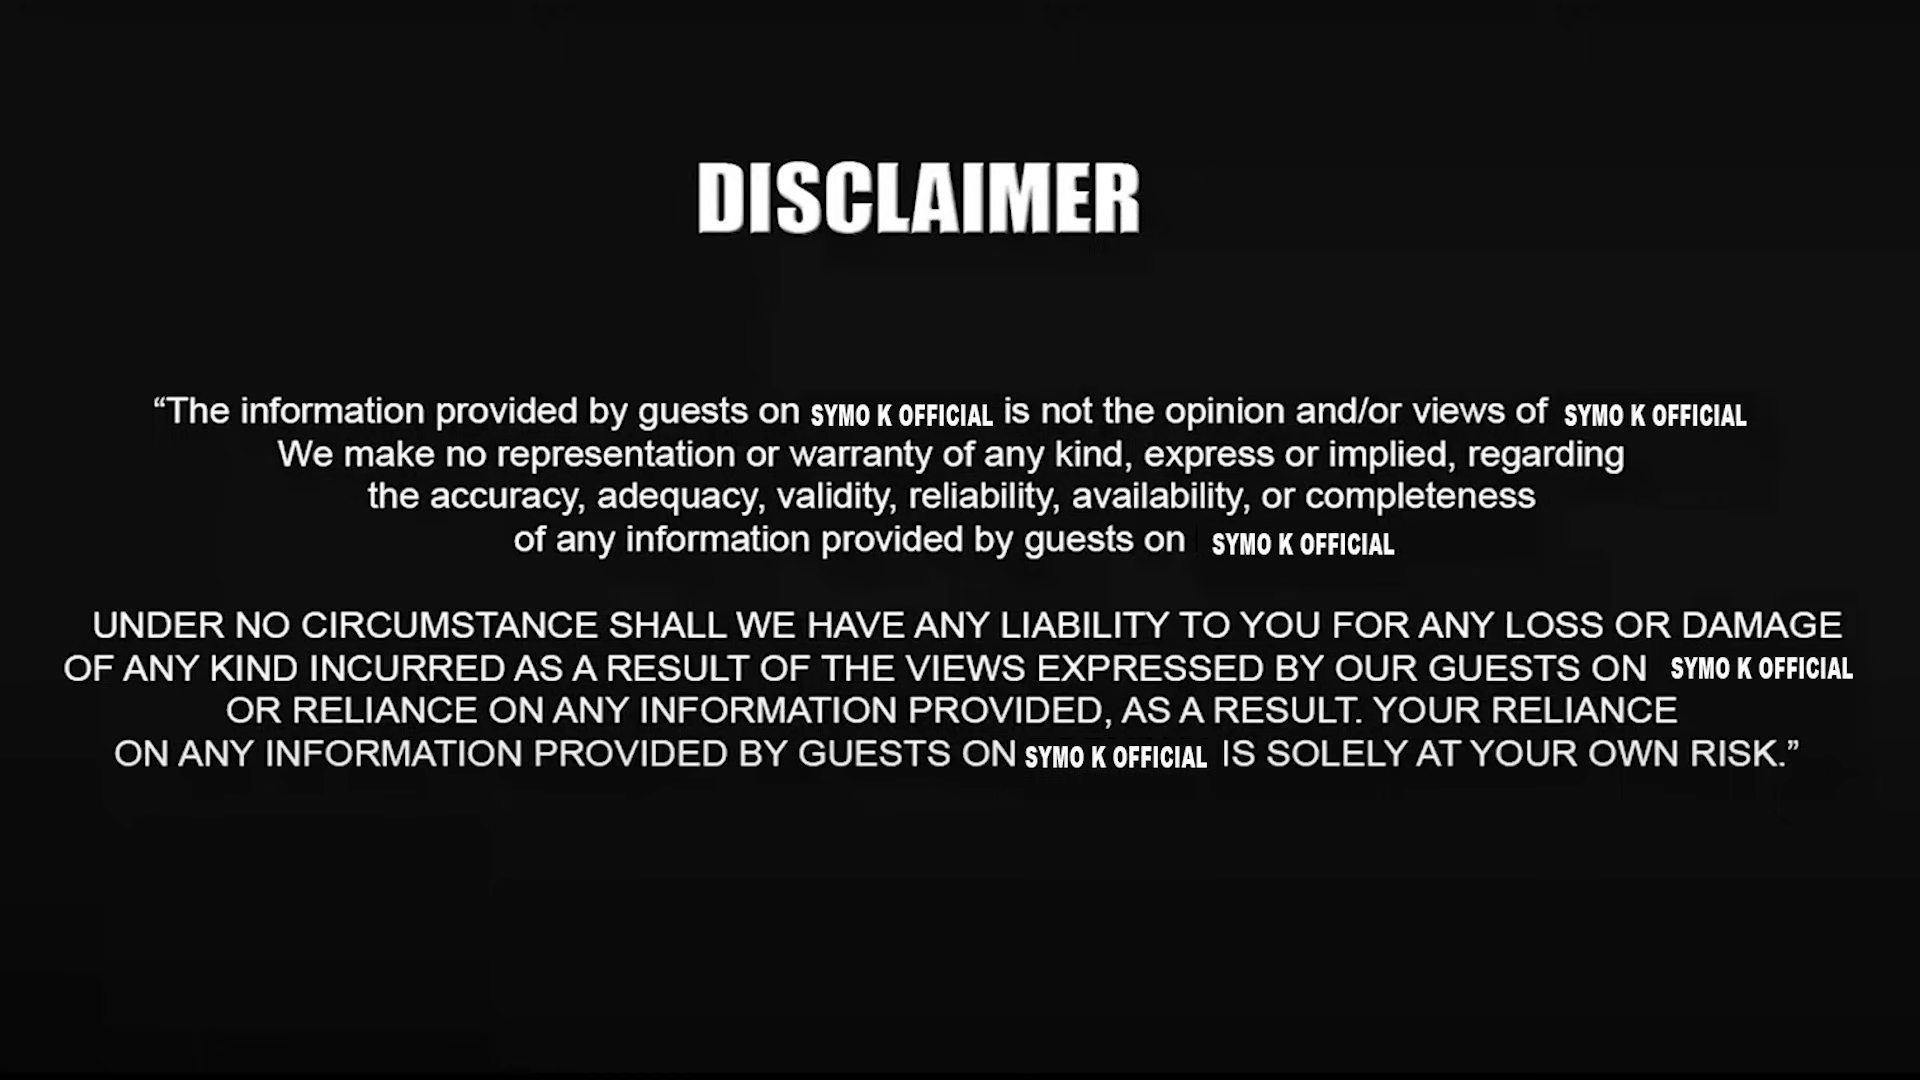 DISCLAIMER
“The information provided by guests on SYMO K OFFICIAL is not the opinion and/or views of SYMO K OFFICIAL
We make no representation or warranty of any kind, express or implied, regarding
the accuracy, adequacy, validity, reliability, availability, or completeness
of any information provided by guests on SYMO K OFFICIAL
UNDER NO CIRCUMSTANCE SHALL WE HAVE ANY LIABILITY TO YOU FOR ANY LOSS OR DAMAGE
OF ANY KIND INCURRED AS A RESULT OF THE VIEWS EXPRESSED BY OUR GUESTS ON SYMO K OFFICIAL
OR RELIANCE ON ANY INFORMATION PROVIDED, AS A RESULT. YOUR RELIANCE
ON ANY INFORMATION PROVIDED BY GUESTS ON SYMO K OFFICIAL IS SOLELY AT YOUR OWN RISK.”